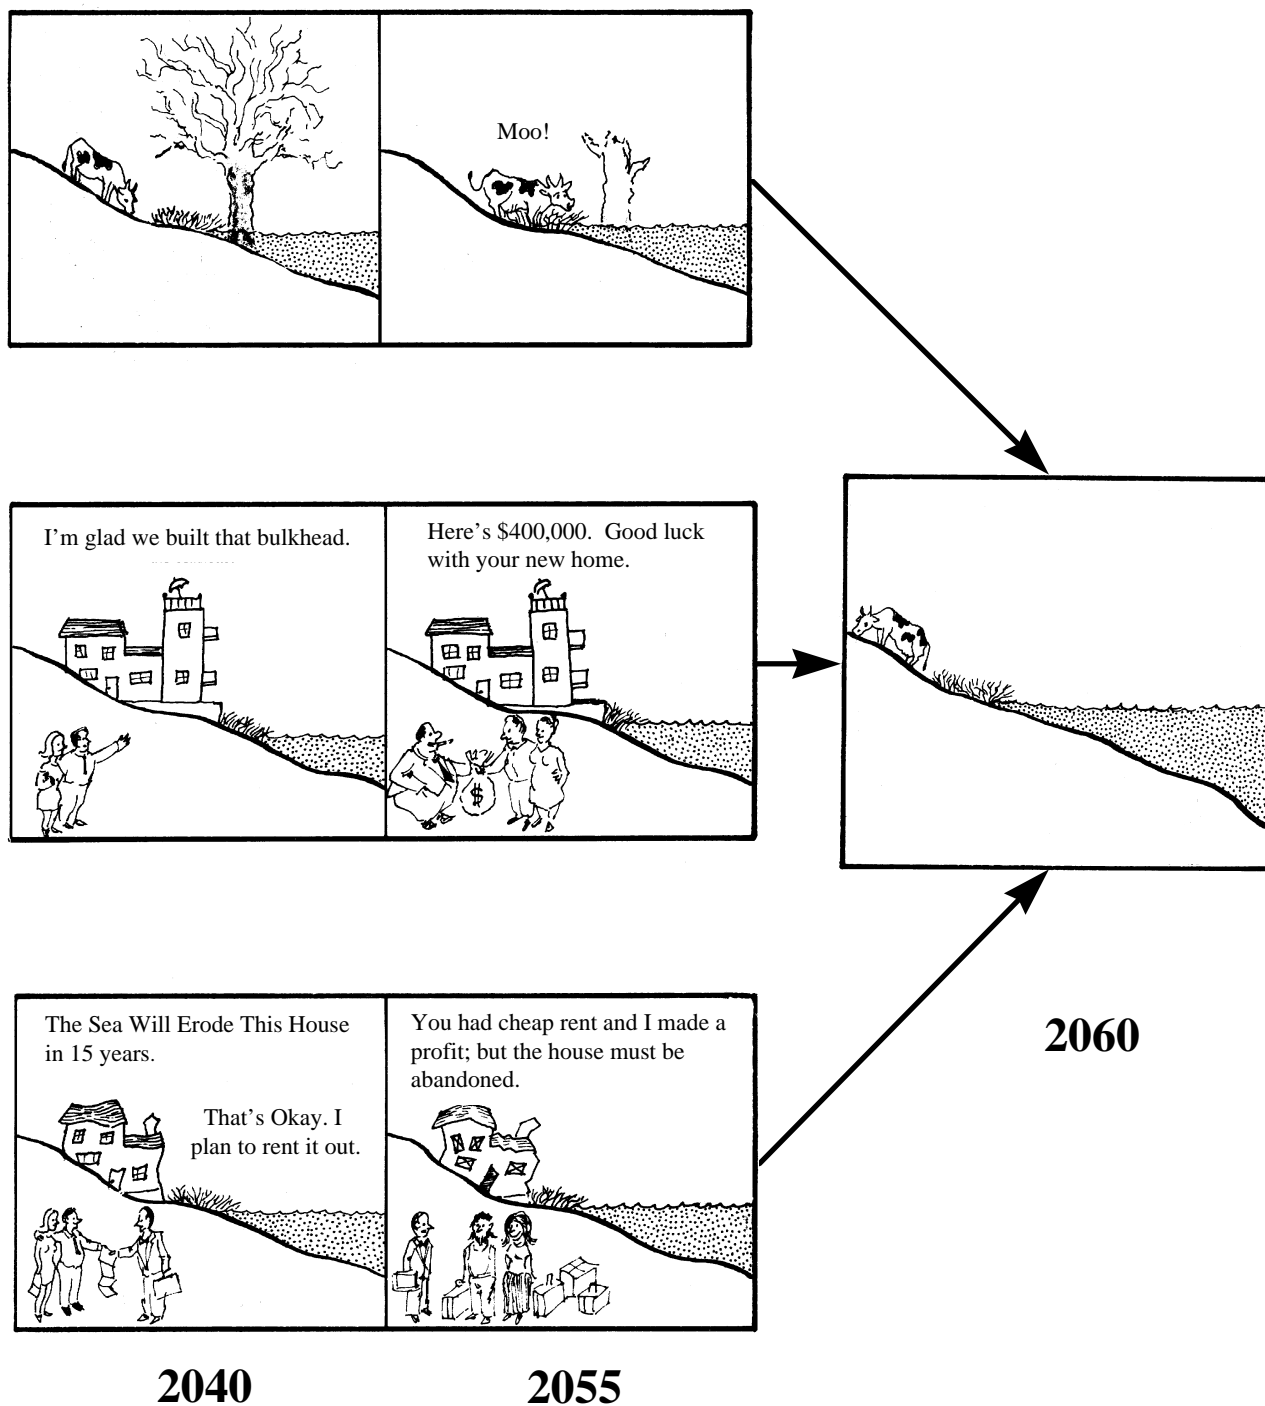 Moo!
I'm glad we built that bulkhead.
Here's $400,000.  Good luck
with your new home.
$
The Sea Will Erode This House
in 15 years.
That's Okay. I
plan to rent it out.
You had cheap rent and I made a
profit; but the house must be
abandoned.
2060
2040
2055